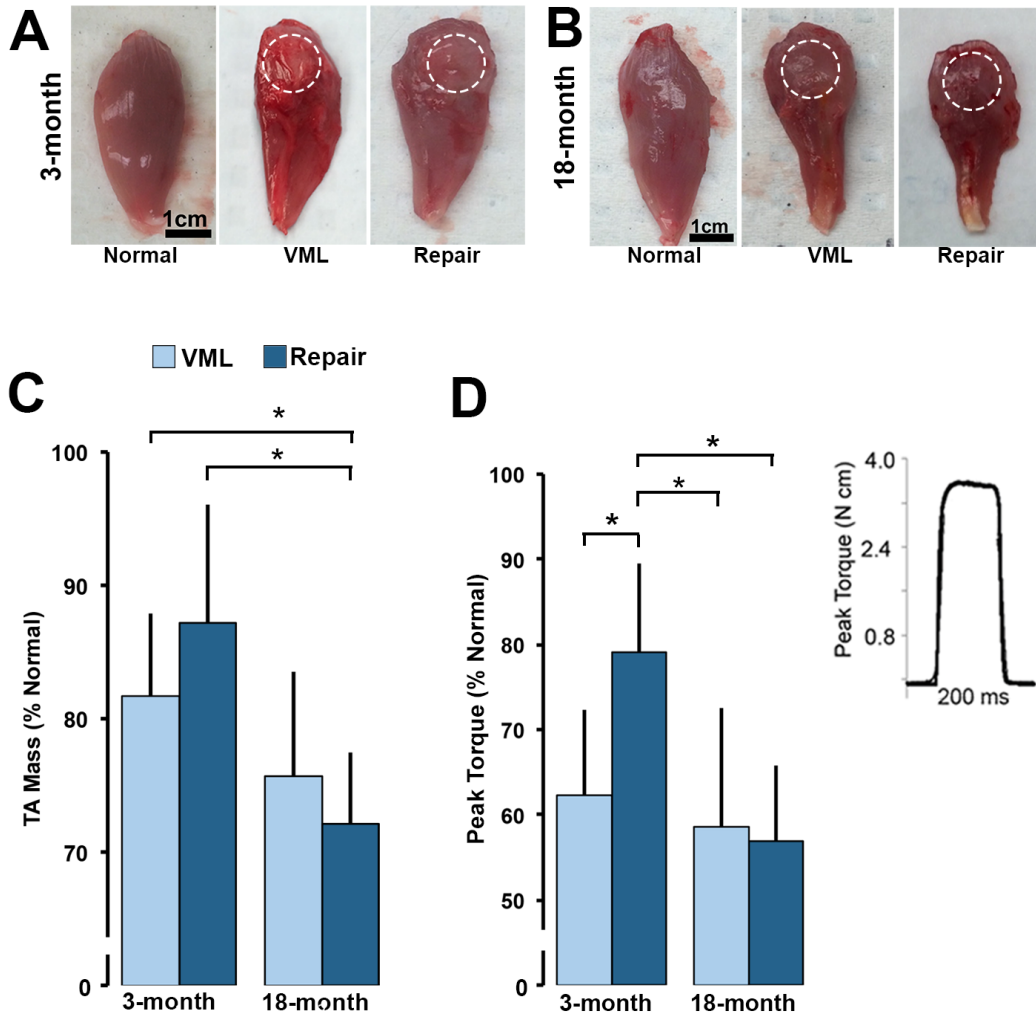 A
3-month
1cm
Normal
VML
Repair
B
18-month
1cm
Normal
VML
Repair
VML
Repair
C
TA Mass (% Normal)
100
90
80
70
0
*
*
3-month
18-month
D
Peak Torque (% Normal)
100
90
80
70
60
50
0
*
*
*
3-month
18-month
Peak Torque (N cm)
4.0
2.4
0.8
200 ms